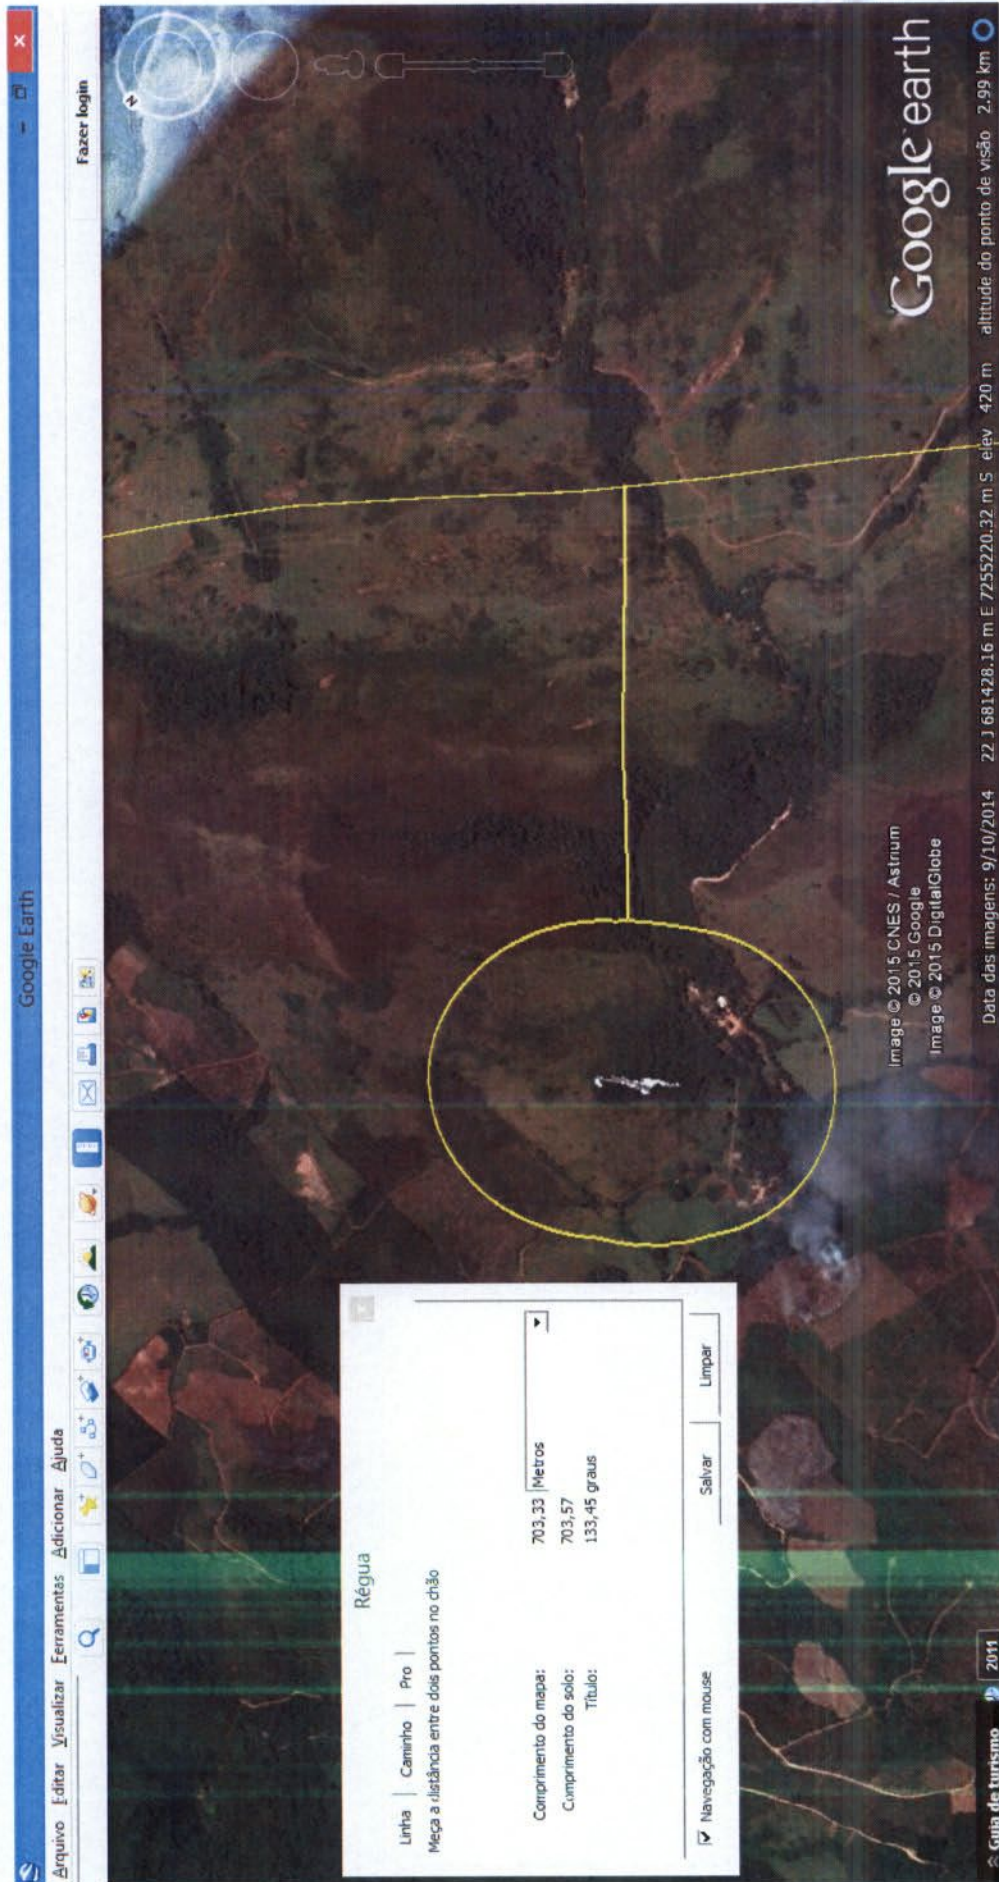 Google Earth
Arquivo Editar Visualizar Ferramentas Adicionar Ajuda
Fazer login
Régua
Linha | Caminho | Pro |
Meça a distância entre dois pontos no chão
Comprimento do mapa: 703,33 Metros
Comprimento do solo: 703,57
Título: 133,45 graus
Navegação com mouse Salvar Limpar
N
Image © 2015 CNES / Astrium
© 2015 Google
Image © 2015 DigitalGlobe
Google earth
Guia de turismo 2011 Data das imagens: 9/10/2014 22 J 681428.16 m E 7255220.32 m S elev 420 m altitude do ponto de visão 2.99 km